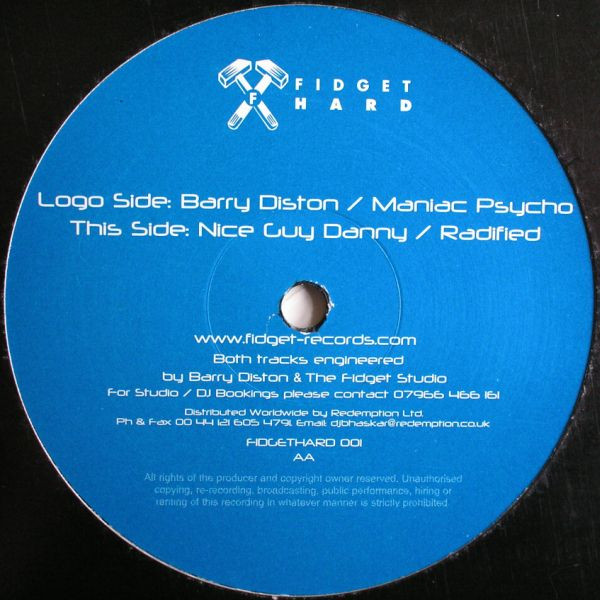 F
FIDGET
HARD
Logo Side: Barry Diston / Maniac Psycho
This Side: Nice Guy Danny / Radified
www.fidget-records.com
Both tracks engineered
by Barry Diston & The Fidget Studio
For Studio / DJ Bookings please contact 07966 466 161
Distributed Worldwide by Redemption Ltd.
Ph & Fax 00 44 121 605 4791 Email: djbhaskar@redemption.co.uk
FIDGETHARD 001
AA
All rights of the producer and copyright owner reserved. Unauthorised
copying, re-recording, broadcasting, public performance, hiring or
renting of this recording in whatever manner is strictly prohibited